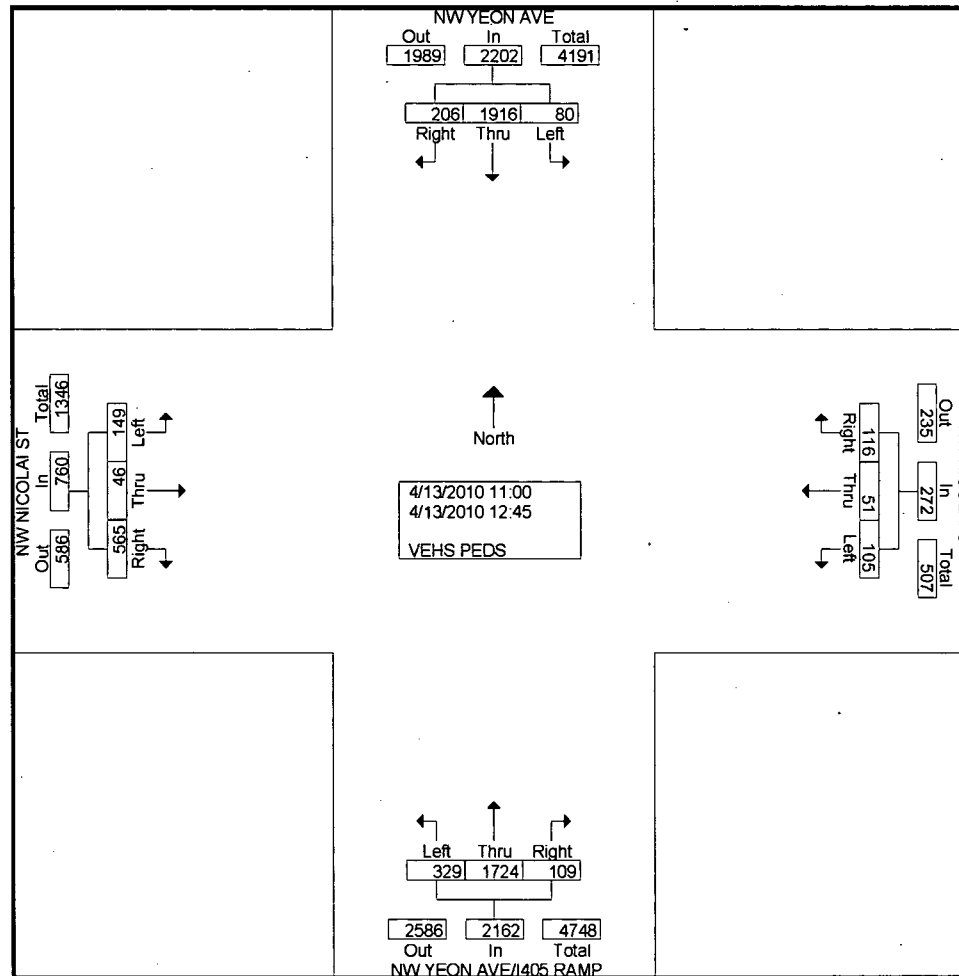 NW YEON AVE
Out In Total
1989 2202 4191
206 1916 80
Right Thru Left
Total
1346
In
760
Out
586
NW NICOLAI ST
149
Left
46
Thru
565
Right
North
4/13/2010 11:00
4/13/2010 12:45
VEHS PEDS
Right
116
Thru
51
Left
105
Out
235
In
272
Total
507
Left Thru Right
329 1724 109
2586 2162 4748
Out In Total
NW YEON AVE/I405 RAMP